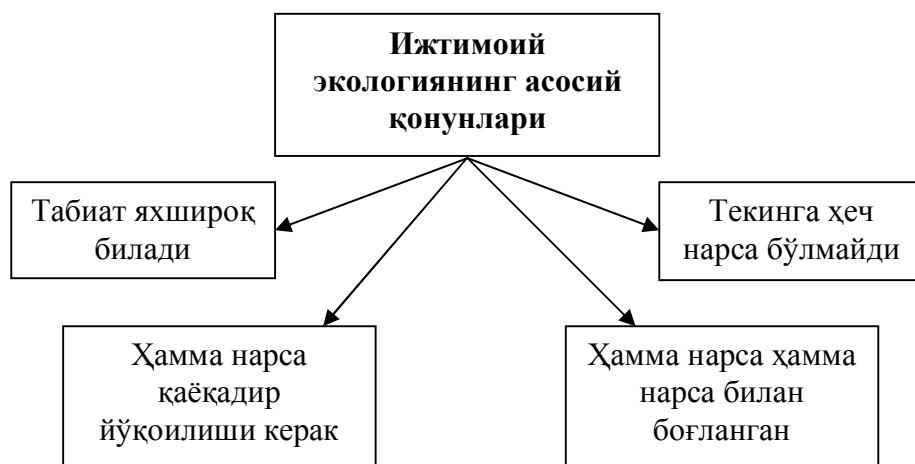 Ижтимоий
экологиянинг асосий
қонунлари
Табиат яхшироқ
билади
Текинга ҳеч
нарса бўлмайди
Ҳамма нарса
қаёқадир
йўқоилиши керак
Ҳамма нарса ҳамма
нарса билан
боғланган